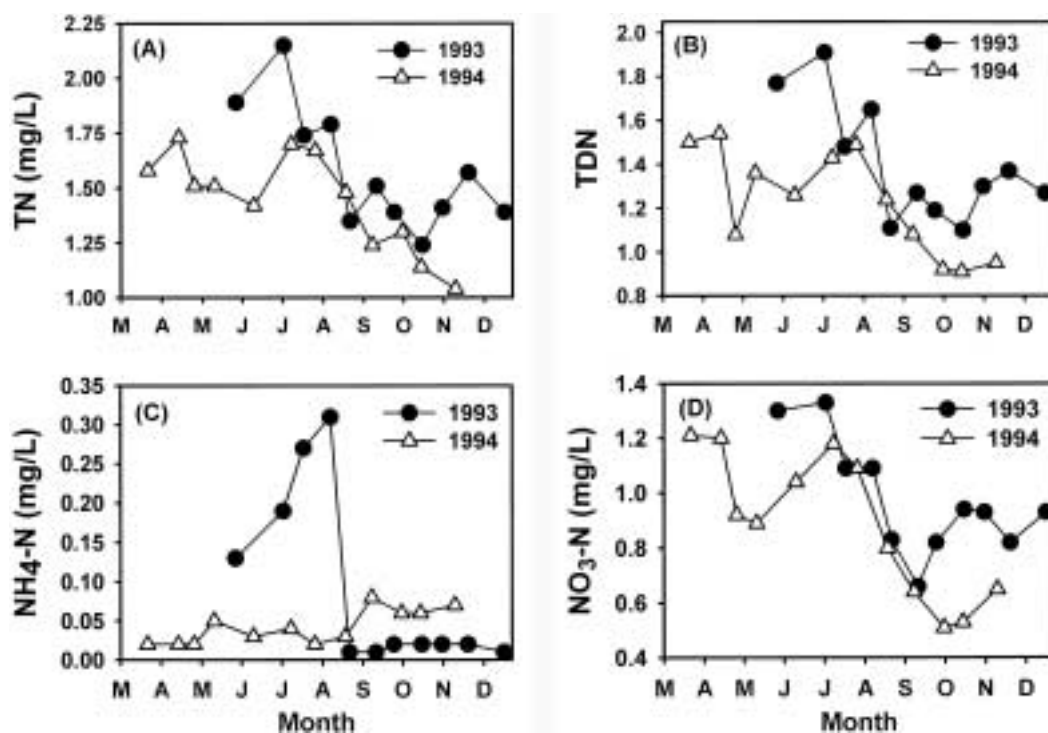 (A)
1993
1994
TN (mg/L)
2.25
2.00
1.75
1.50
1.25
1.00
M A M J J A S O N D
(B)
1993
1994
TDN
2.0
1.8
1.6
1.4
1.2
1.0
0.8
M A M J J A S O N D
(C)
1993
1994
NH4-N (mg/L)
0.35
0.30
0.25
0.20
0.15
0.10
0.05
0.00
M A M J J A S O N D
Month
(D)
1993
1994
NO3-N (mg/L)
1.4
1.2
1.0
0.8
0.6
0.4
M A M J J A S O N D
Month